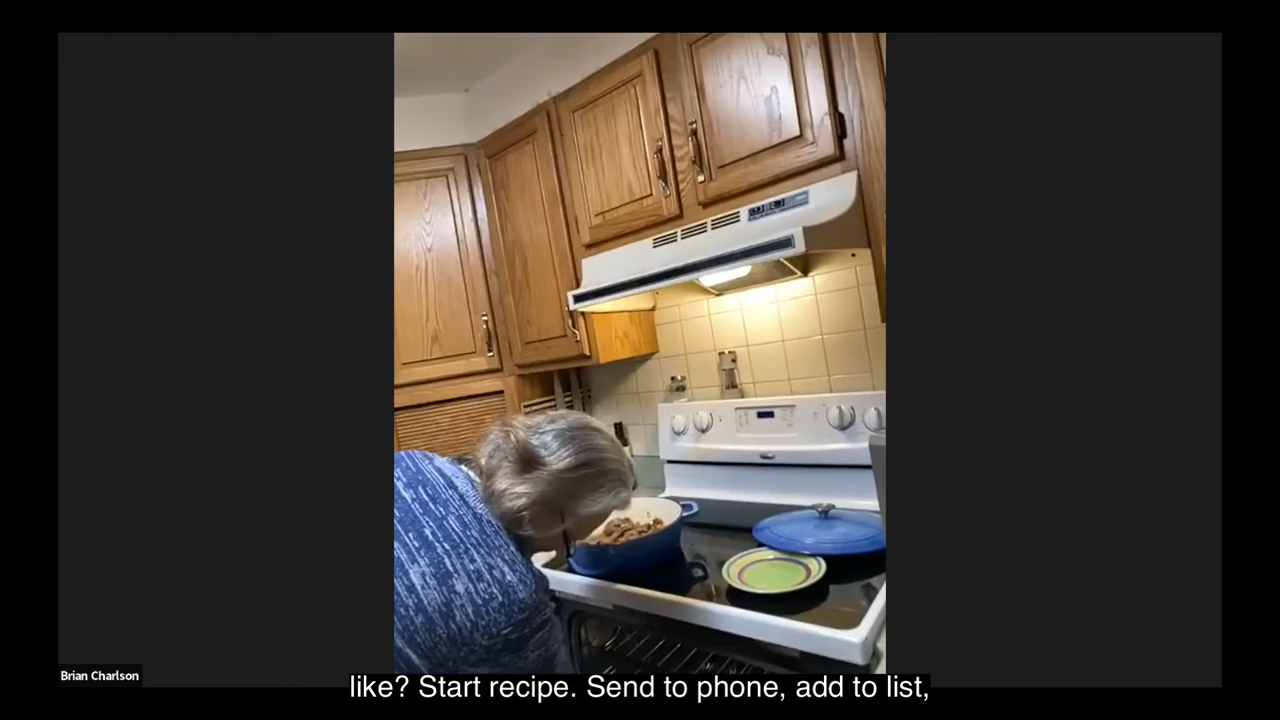 Brian Charlson
like? Start recipe. Send to phone, add to list,